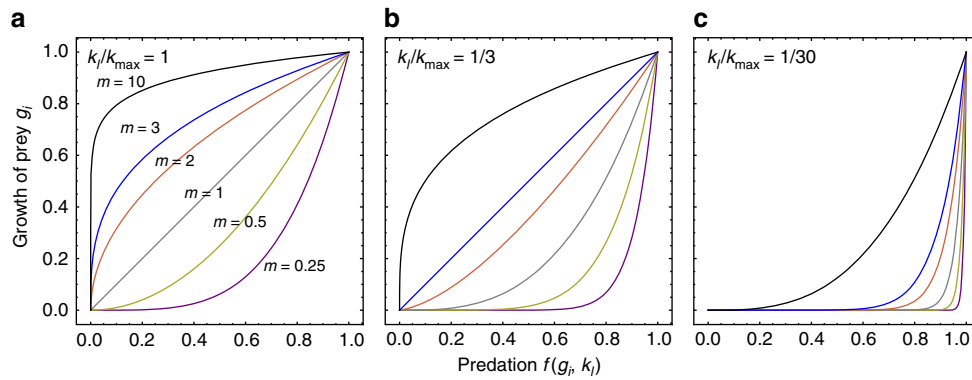 a
b
c
k_l/k_max = 1
k_l/k_max = 1/3
k_l/k_max = 1/30
m = 10
m = 3
m = 2
m = 1
m = 0.5
m = 0.25
Growth of prey g_i
1.0
0.8
0.6
0.4
0.2
0.0
0.0 0.2 0.4 0.6 0.8 1.0
0.0 0.2 0.4 0.6 0.8 1.0
0.0 0.2 0.4 0.6 0.8 1.0
Predation f(g_i, k_l)